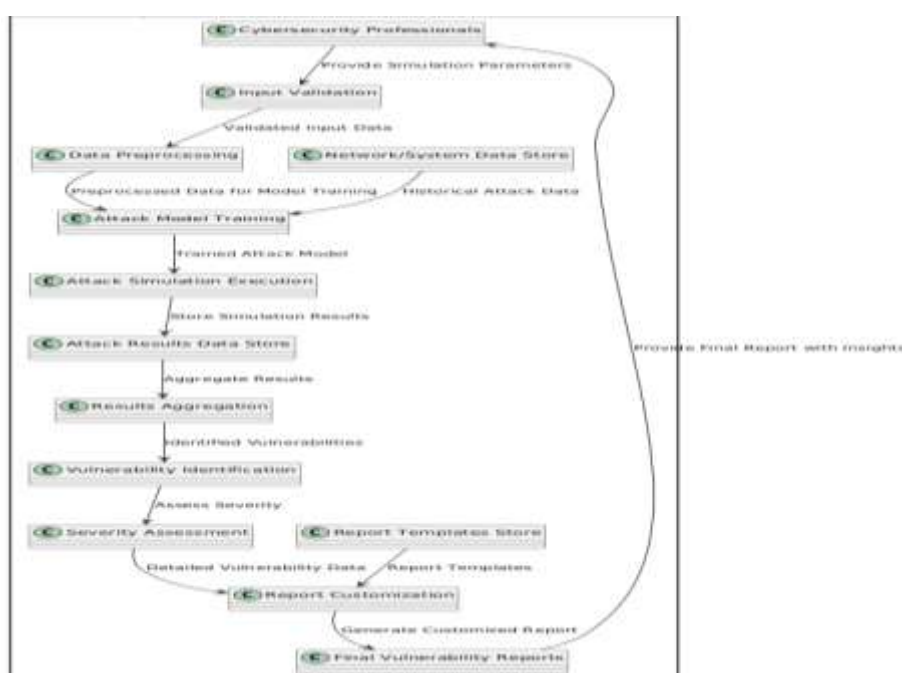 C Cybersecurity Professionals
Provide Simulation Parameters
C Input Validation
Validated Input Data
C Data Preprocessing C Network/System Data Store
Preprocessed Data for Model Training Historical Attack Data
C Attack Model Training
Trained Attack Model
C Attack Simulation Execution
Store Simulation Results
C Attack Results Data Store
Provide Final Report with insights
Aggregate Results
C Results Aggregation
Identified Vulnerabilities
C Vulnerability Identification
Assess Severity
C Severity Assessment C Report Templates Store
Detailed Vulnerability Data Report Templates
C Report Customization
Generate Customized Report
C Final Vulnerability Reports